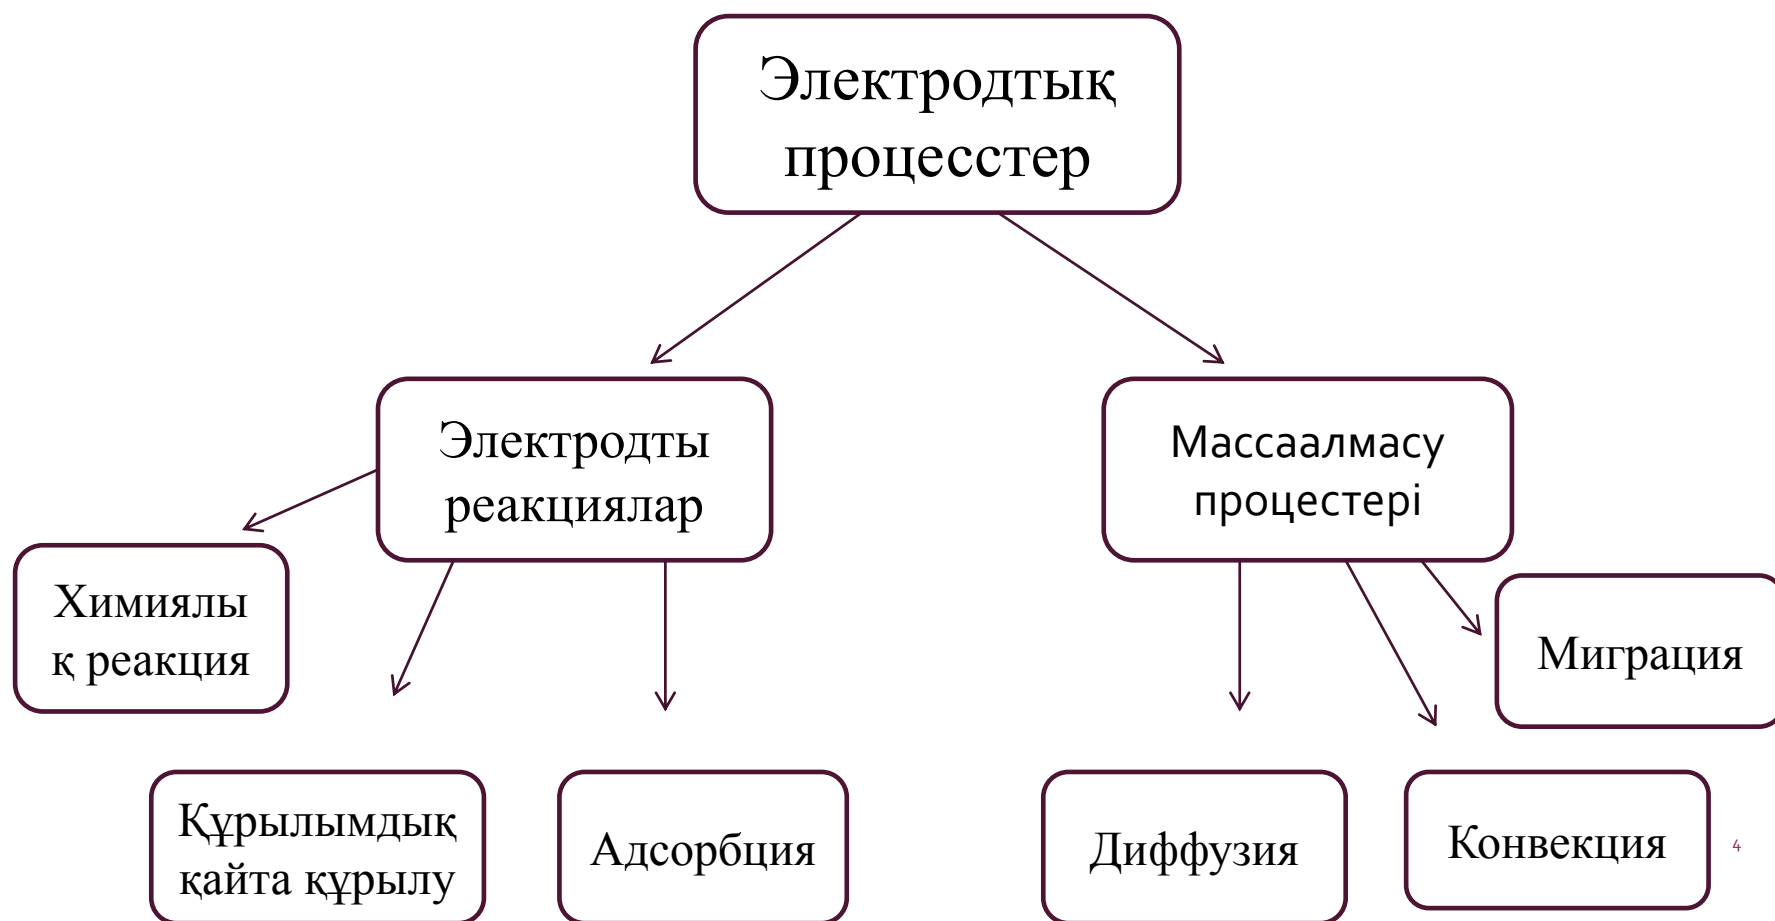 Электродтық
процесстер
Электродты
реакциялар
Массаалмасу
процестері
Химиялы
қ реакция
Миграция
Құрылымдық
қайта құрылу
Адсорбция
Диффузия
Конвекция
4